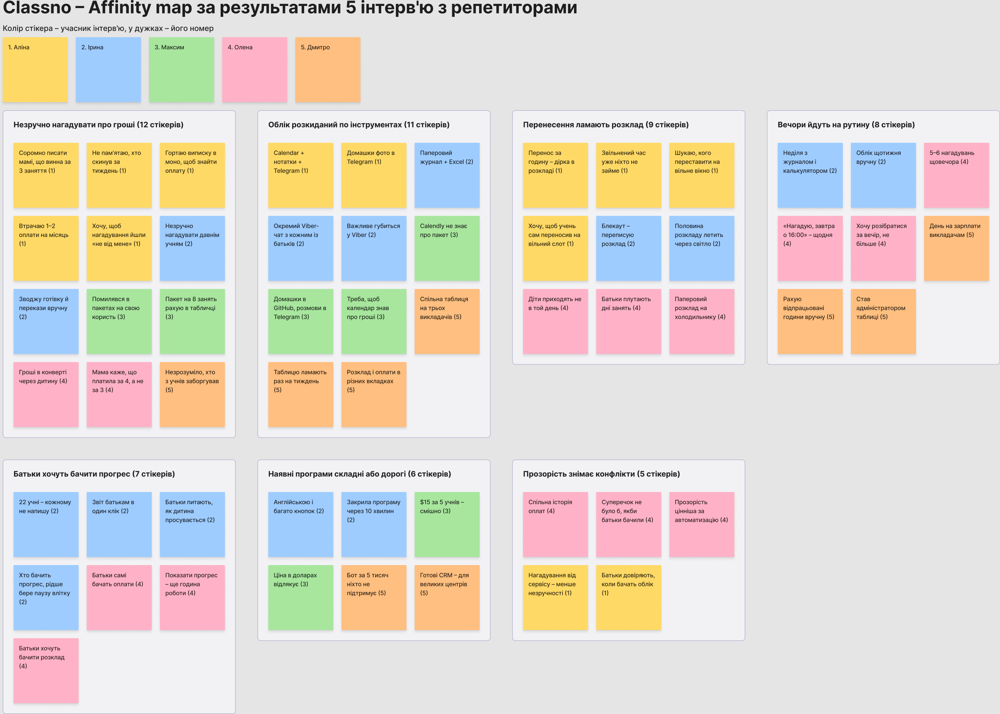 Classno – Affinity map за результатами 5 інтерв'ю з репетиторами
Колір стікера – учасник інтерв'ю, у дужках – його номер
1. Аліна
2. Ірина
3. Максим
4. Олена
5. Дмитро
Незручно нагадувати про гроші (12 стікерів)
Соромно писати
мамі, що винна за
3 заняття (1)
Не пам'ятаю, хто
скинув за
тиждень (1)
Гортаю виписку в
моно, щоб знайти
оплату (1)
Втрачаю 1–2
оплати на місяць
(1)
Хочу, щоб
нагадування йшли
«не від мене» (1)
Незручно
нагадувати давнім
учням (2)
Зводжу готівку й
перекази вручну
(2)
Помилявся в
пакетах на свою
користь (3)
Пакет на 8 занять
рахую в табличці
(3)
Гроші в конверті
через дитину (4)
Мама каже, що
платила за 4, а не
за 3 (4)
Незрозуміло, хто
з учнів заборгував
(5)
Облік розкиданий по інструментах (11 стікерів)
Calendar +
нотатки +
Telegram (1)
Домашки фото в
Telegram (1)
Паперовий
журнал + Excel (2)
Окремий Viber-
чат з кожним із
батьків (2)
Важливе губиться
у Viber (2)
Calendly не знає
про пакет (3)
Домашки в
GitHub, розмови в
Telegram (3)
Треба, щоб
календар знав
про гроші (3)
Спільна таблиця
на трьох
викладачів (5)
Таблицю ламають
раз на тиждень
(5)
Розклад і оплати в
різних вкладках
(5)
Перенесення ламають розклад (9 стікерів)
Перенос за
годину – дірка в
розкладі (1)
Звільнений час
уже ніхто не
займе (1)
Шукаю, кого
переставити на
вільне вікно (1)
Хочу, щоб учень
сам переносив на
вільний слот (1)
Блекаут –
переписую
розклад (2)
Половина
розкладу летить
через світло (2)
Діти приходять не
в той день (4)
Батьки плутають
дні занять (4)
Паперовий
розклад на
холодильнику (4)
Вечори йдуть на рутину (8 стікерів)
Неділя з
журналом і
калькулятором (2)
Облік щотижня
вручну (2)
5–6 нагадувань
щовечора (4)
«Нагадую, завтра
о 16:00» – щодня
(4)
Хочу розібратися
за вечір, не
більше (4)
День на зарплати
викладачам (5)
Рахую
відпрацьовані
години вручну (5)
Став
адміністратором
таблиці (5)
Батьки хочуть бачити прогрес (7 стікерів)
22 учні – кожному
не напишу (2)
Звіт батькам в
один клік (2)
Батьки питають,
як дитина
просувається (2)
Хто бачить
прогрес, рідше
бере паузу влітку
(2)
Батьки самі
бачать оплати (4)
Показати прогрес
– ще година
роботи (4)
Батьки хочуть
бачити розклад
(4)
Наявні програми складні або дорогі (6 стікерів)
Англійською і
багато кнопок (2)
Закрила програму
через 10 хвилин
(2)
$15 за 5 учнів –
смішно (3)
Ціна в доларах
відлякує (3)
Бот за 5 тисяч
ніхто не
підтримує (5)
Готові CRM – для
великих центрів
(5)
Прозорість знімає конфлікти (5 стікерів)
Спільна історія
оплат (4)
Суперечок не
було б, якби
батьки бачили (4)
Прозорість
цінніша за
автоматизацію (4)
Нагадування від
сервісу – менше
незручності (1)
Батьки довіряють,
коли бачать облік
(1)